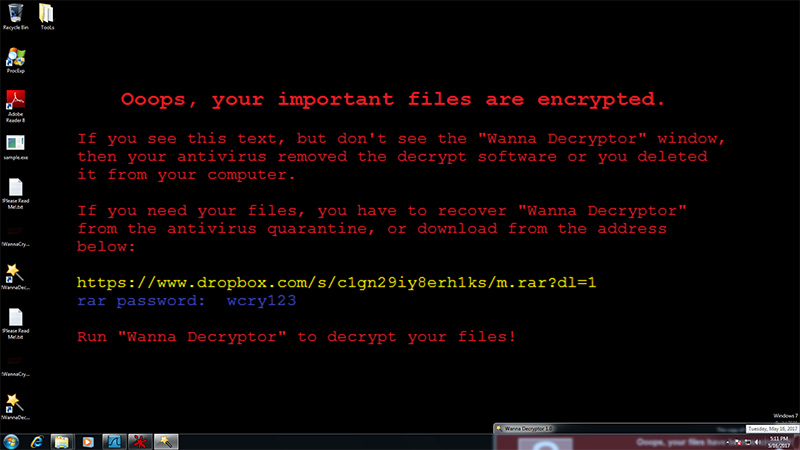 Recycle Bin
TooLs
ProcExp
Adobe
Reader 8
sample.exe
!Please Read
Me!.txt
!WannaCry...
!WannaDec...
!Please Read
Me!.txt
!WannaCry...
!WannaDec...
Ooops, your important files are encrypted.
If you see this text, but don't see the "Wanna Decryptor" window,
then your antivirus removed the decrypt software or you deleted
it from your computer.
If you need your files, you have to recover "Wanna Decryptor"
from the antivirus quarantine, or download from the address
below:
https://www.dropbox.com/s/c1gn29iy8erh1ks/m.rar?dl=1
rar password: wcry123
Run "Wanna Decryptor" to decrypt your files!
Windows 7
Wanna Decryptor 1.0
Tuesday, May 16, 2017
Ooops, your files have been
5:11 PM
5/16/2017